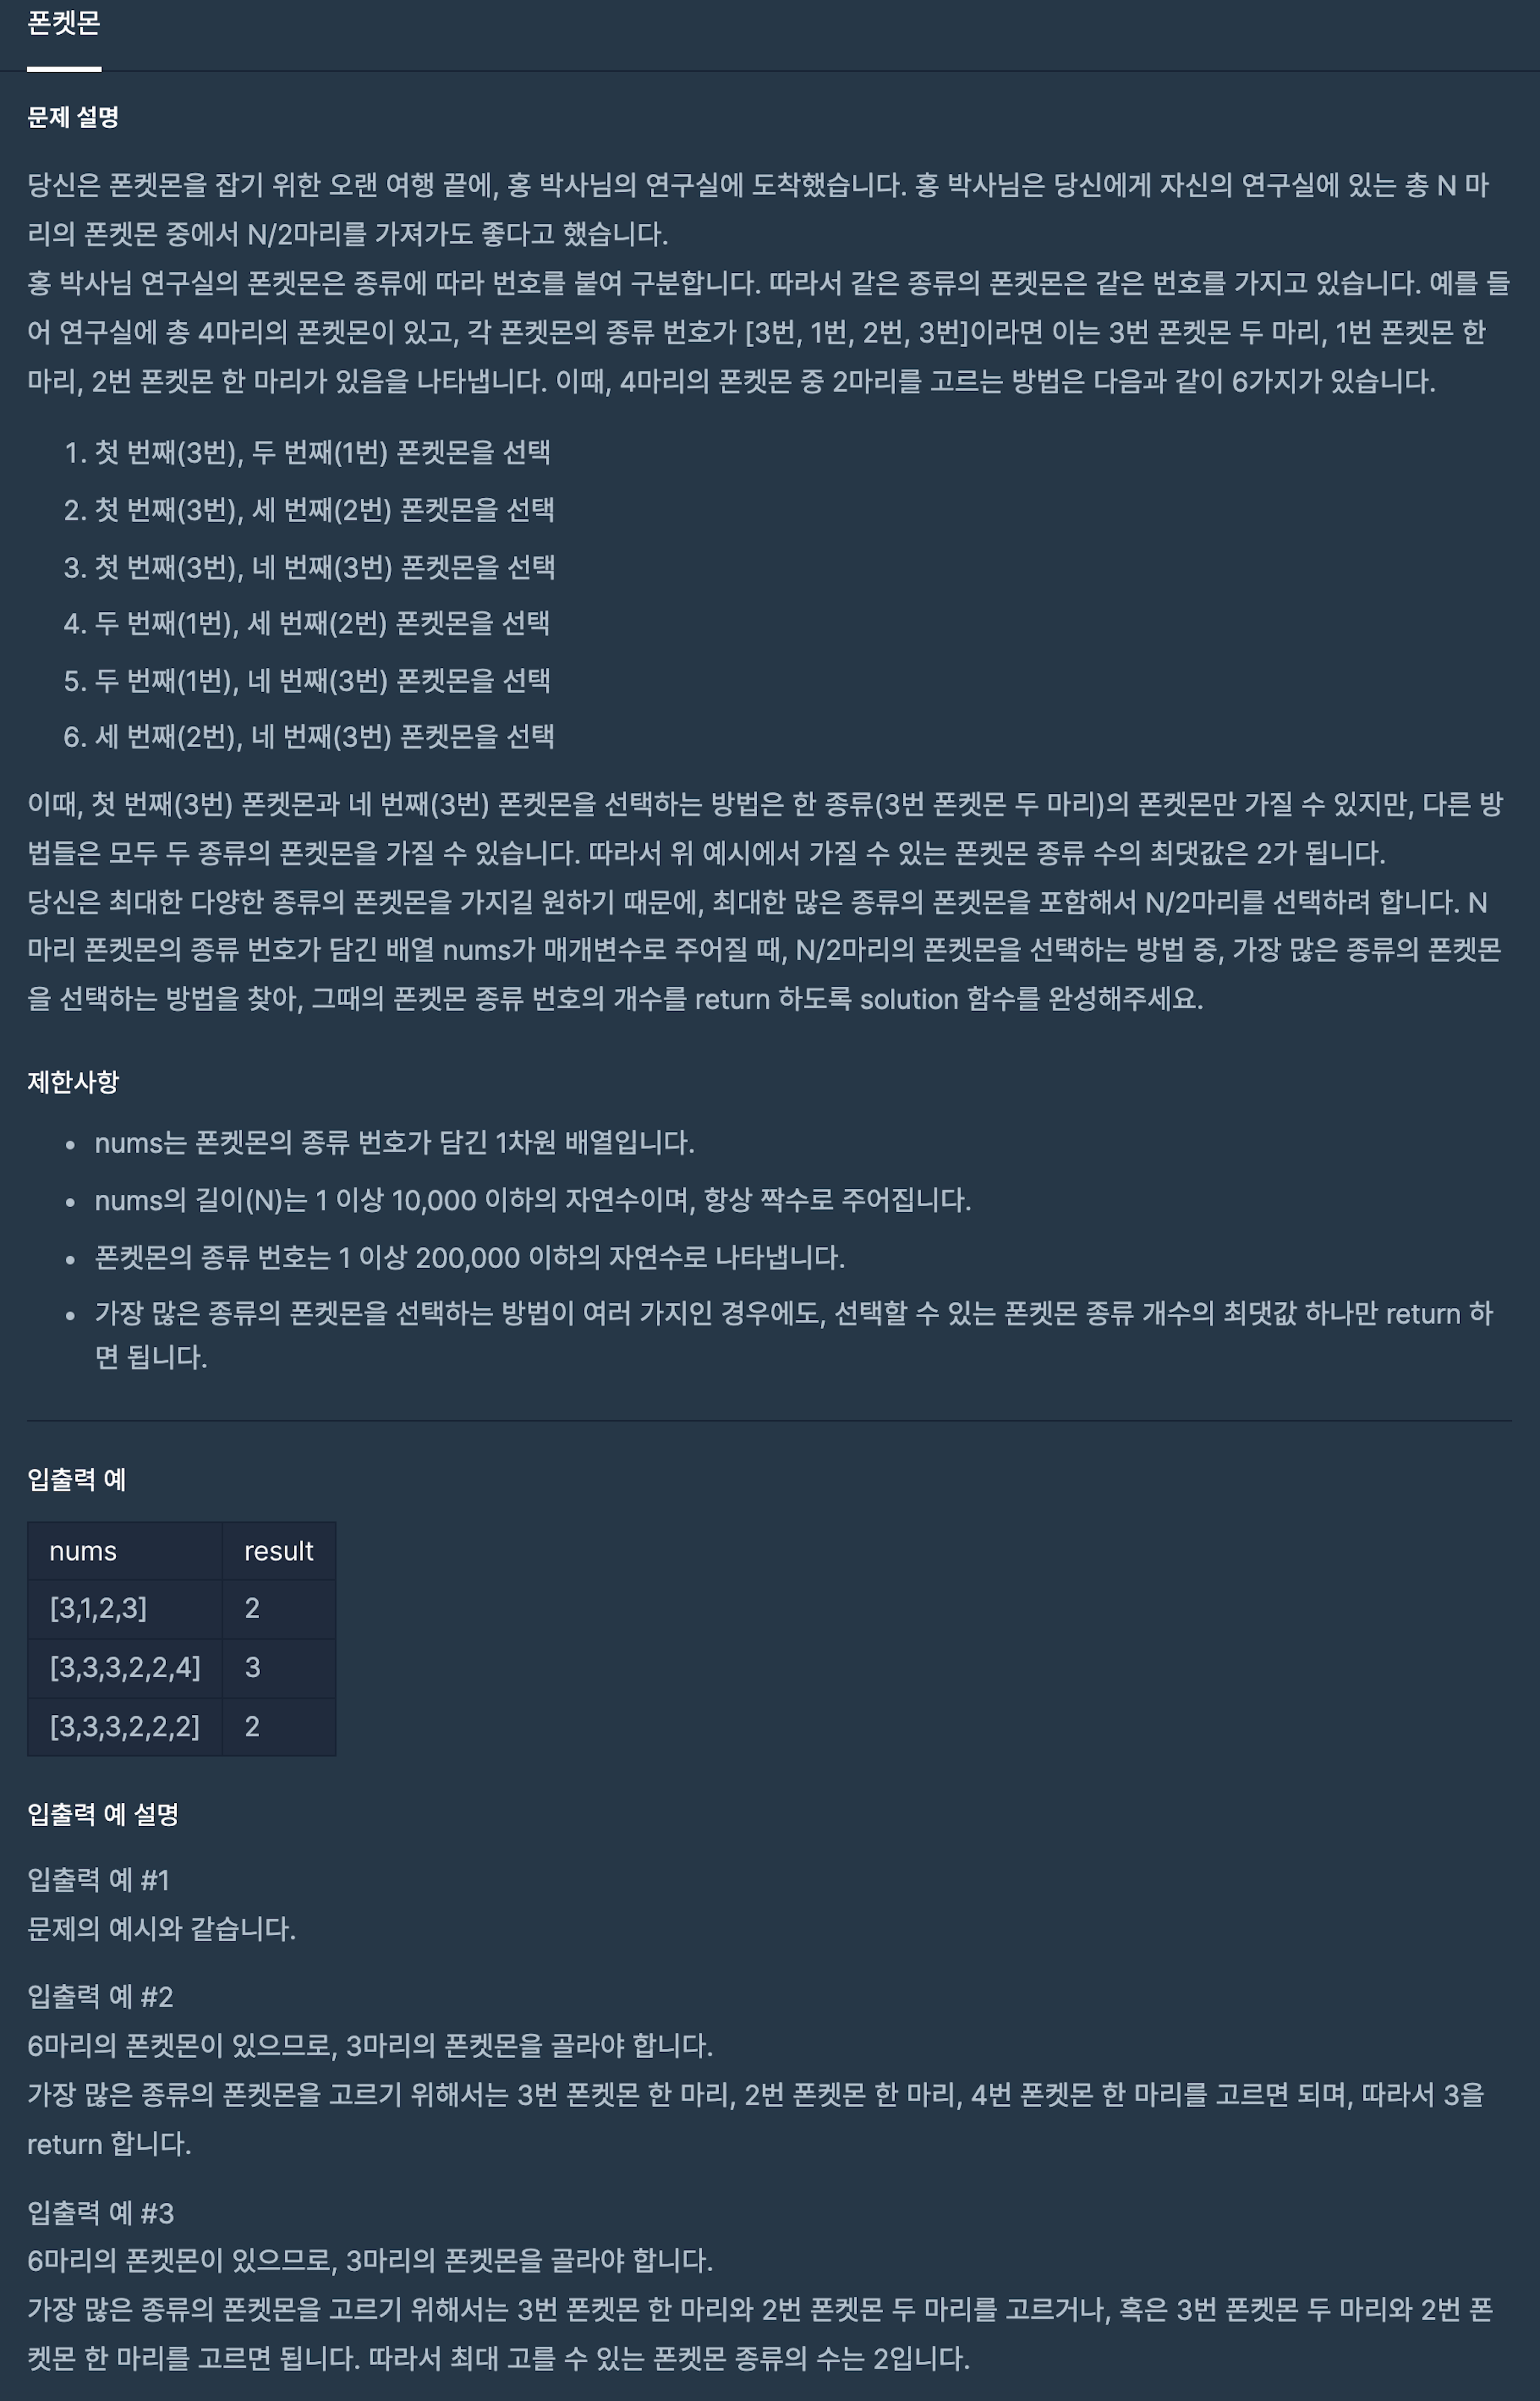 폰켓몬
문제 설명
당신은 폰켓몬을 잡기 위한 오랜 여행 끝에, 홍 박사님의 연구실에 도착했습니다. 홍 박사님은 당신에게 자신의 연구실에 있는 총 N 마
리의 폰켓몬 중에서 N/2마리를 가져가도 좋다고 했습니다.
홍 박사님 연구실의 폰켓몬은 종류에 따라 번호를 붙여 구분합니다. 따라서 같은 종류의 폰켓몬은 같은 번호를 가지고 있습니다. 예를 들
어 연구실에 총 4마리의 폰켓몬이 있고, 각 폰켓몬의 종류 번호가 [3번, 1번, 2번, 3번]이라면 이는 3번 폰켓몬 두 마리, 1번 폰켓몬 한
마리, 2번 폰켓몬 한 마리가 있음을 나타냅니다. 이때, 4마리의 폰켓몬 중 2마리를 고르는 방법은 다음과 같이 6가지가 있습니다.
1. 첫 번째(3번), 두 번째(1번) 폰켓몬을 선택
2. 첫 번째(3번), 세 번째(2번) 폰켓몬을 선택
3. 첫 번째(3번), 네 번째(3번) 폰켓몬을 선택
4. 두 번째(1번), 세 번째(2번) 폰켓몬을 선택
5. 두 번째(1번), 네 번째(3번) 폰켓몬을 선택
6. 세 번째(2번), 네 번째(3번) 폰켓몬을 선택
이때, 첫 번째(3번) 폰켓몬과 네 번째(3번) 폰켓몬을 선택하는 방법은 한 종류(3번 폰켓몬 두 마리)의 폰켓몬만 가질 수 있지만, 다른 방
법들은 모두 두 종류의 폰켓몬을 가질 수 있습니다. 따라서 위 예시에서 가질 수 있는 폰켓몬 종류 수의 최댓값은 2가 됩니다.
당신은 최대한 다양한 종류의 폰켓몬을 가지길 원하기 때문에, 최대한 많은 종류의 폰켓몬을 포함해서 N/2마리를 선택하려 합니다. N
마리 폰켓몬의 종류 번호가 담긴 배열 nums가 매개변수로 주어질 때, N/2마리의 폰켓몬을 선택하는 방법 중, 가장 많은 종류의 폰켓몬
을 선택하는 방법을 찾아, 그때의 폰켓몬 종류 번호의 개수를 return 하도록 solution 함수를 완성해주세요.
제한사항
• nums는 폰켓몬의 종류 번호가 담긴 1차원 배열입니다.
• nums의 길이(N)는 1 이상 10,000 이하의 자연수이며, 항상 짝수로 주어집니다.
• 폰켓몬의 종류 번호는 1 이상 200,000 이하의 자연수로 나타냅니다.
• 가장 많은 종류의 폰켓몬을 선택하는 방법이 여러 가지인 경우에도, 선택할 수 있는 폰켓몬 종류 개수의 최댓값 하나만 return 하
면 됩니다.
입출력 예
nums result
[3,1,2,3] 2
[3,3,3,2,2,4] 3
[3,3,3,2,2,2] 2
입출력 예 설명
입출력 예 #1
문제의 예시와 같습니다.
입출력 예 #2
6마리의 폰켓몬이 있으므로, 3마리의 폰켓몬을 골라야 합니다.
가장 많은 종류의 폰켓몬을 고르기 위해서는 3번 폰켓몬 한 마리, 2번 폰켓몬 한 마리, 4번 폰켓몬 한 마리를 고르면 되며, 따라서 3을
return 합니다.
입출력 예 #3
6마리의 폰켓몬이 있으므로, 3마리의 폰켓몬을 골라야 합니다.
가장 많은 종류의 폰켓몬을 고르기 위해서는 3번 폰켓몬 한 마리와 2번 폰켓몬 두 마리를 고르거나, 혹은 3번 폰켓몬 두 마리와 2번 폰
켓몬 한 마리를 고르면 됩니다. 따라서 최대 고를 수 있는 폰켓몬 종류의 수는 2입니다.